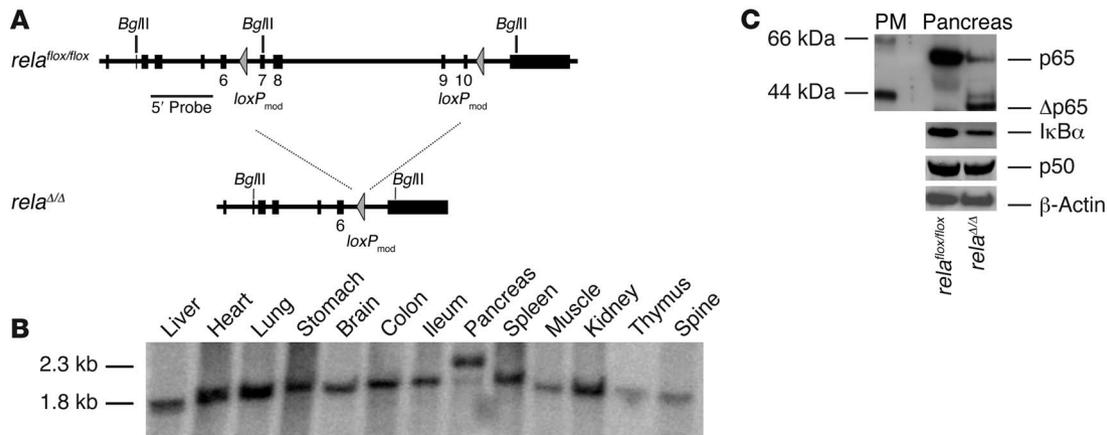 A
BglII BglII BglII
rela^flox/flox
6 7 8 9 10
5' Probe loxP_mod loxP_mod
BglII BglII
rela^Δ/Δ
6
loxP_mod
B
Liver Heart Lung Stomach Brain Colon Ileum Pancreas Spleen Muscle Kidney Thymus Spine
2.3 kb
1.8 kb
C
PM Pancreas
66 kDa
p65
44 kDa
Δp65
IκBα
p50
β-Actin
rela^flox/flox rela^Δ/Δ